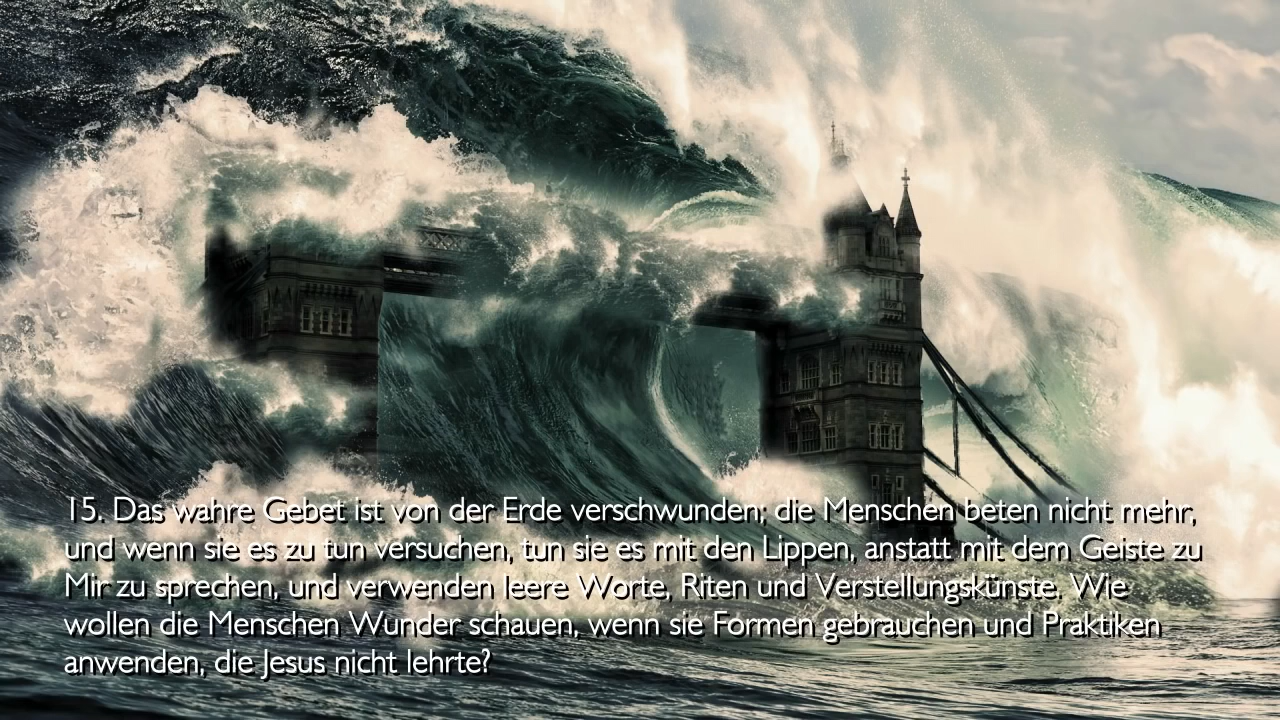 15. Das wahre Gebet ist von der Erde verschwunden; die Menschen beten nicht mehr,
und wenn sie es zu tun versuchen, tun sie es mit den Lippen, anstatt mit dem Geiste zu
Mir zu sprechen, und verwenden leere Worte, Riten und Verstellungskünste. Wie
wollen die Menschen Wunder schauen, wenn sie Formen gebrauchen und Praktiken
anwenden, die Jesus nicht lehrte?